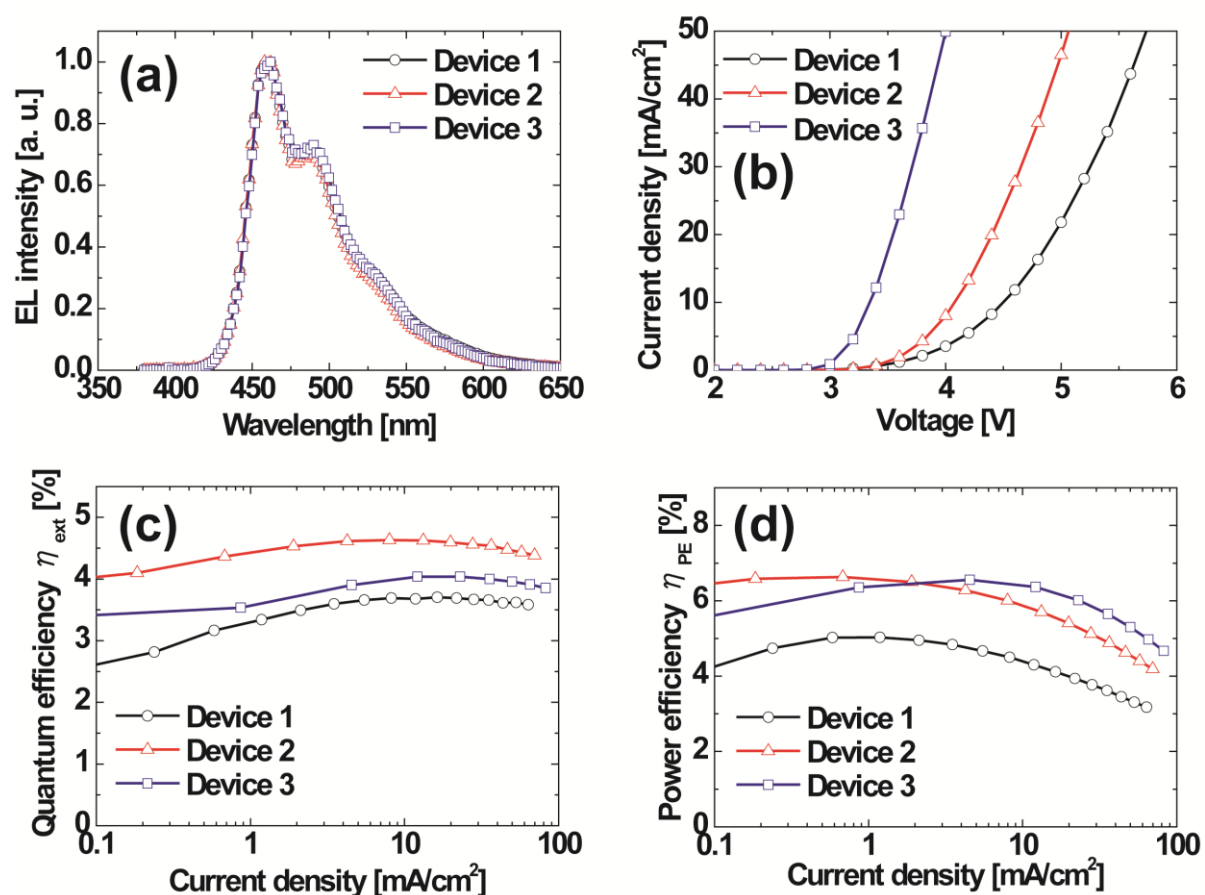 (a)
Device 1
Device 2
Device 3
EL intensity [a. u.]
1.0
0.8
0.6
0.4
0.2
0.0
350 400 450 500 550 600 650
Wavelength [nm]
(b)
Device 1
Device 2
Device 3
Current density [mA/cm²]
50
40
30
20
10
0
2 3 4 5 6
Voltage [V]
(c)
Device 1
Device 2
Device 3
Quantum efficiency η ext [%]
5
4
3
2
1
0
0.1 1 10 100
Current density [mA/cm²]
(d)
Device 1
Device 2
Device 3
Power efficiency η PE [%]
8
6
4
2
0
0.1 1 10 100
Current density [mA/cm²]